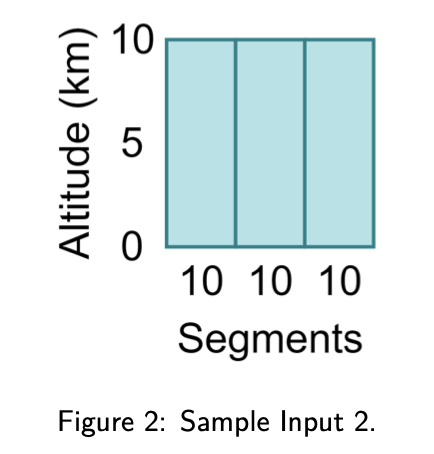 Altitude (km)
10
5
0
10 10 10
Segments
Figure 2: Sample Input 2.